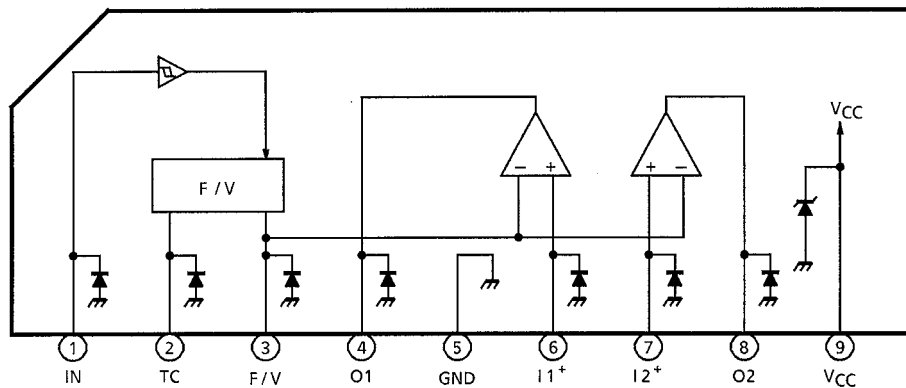 VCC
F/V
− +
+ −
1 2 3 4 5 6 7 8 9
IN TC F/V O1 GND I1+ I2+ O2 VCC